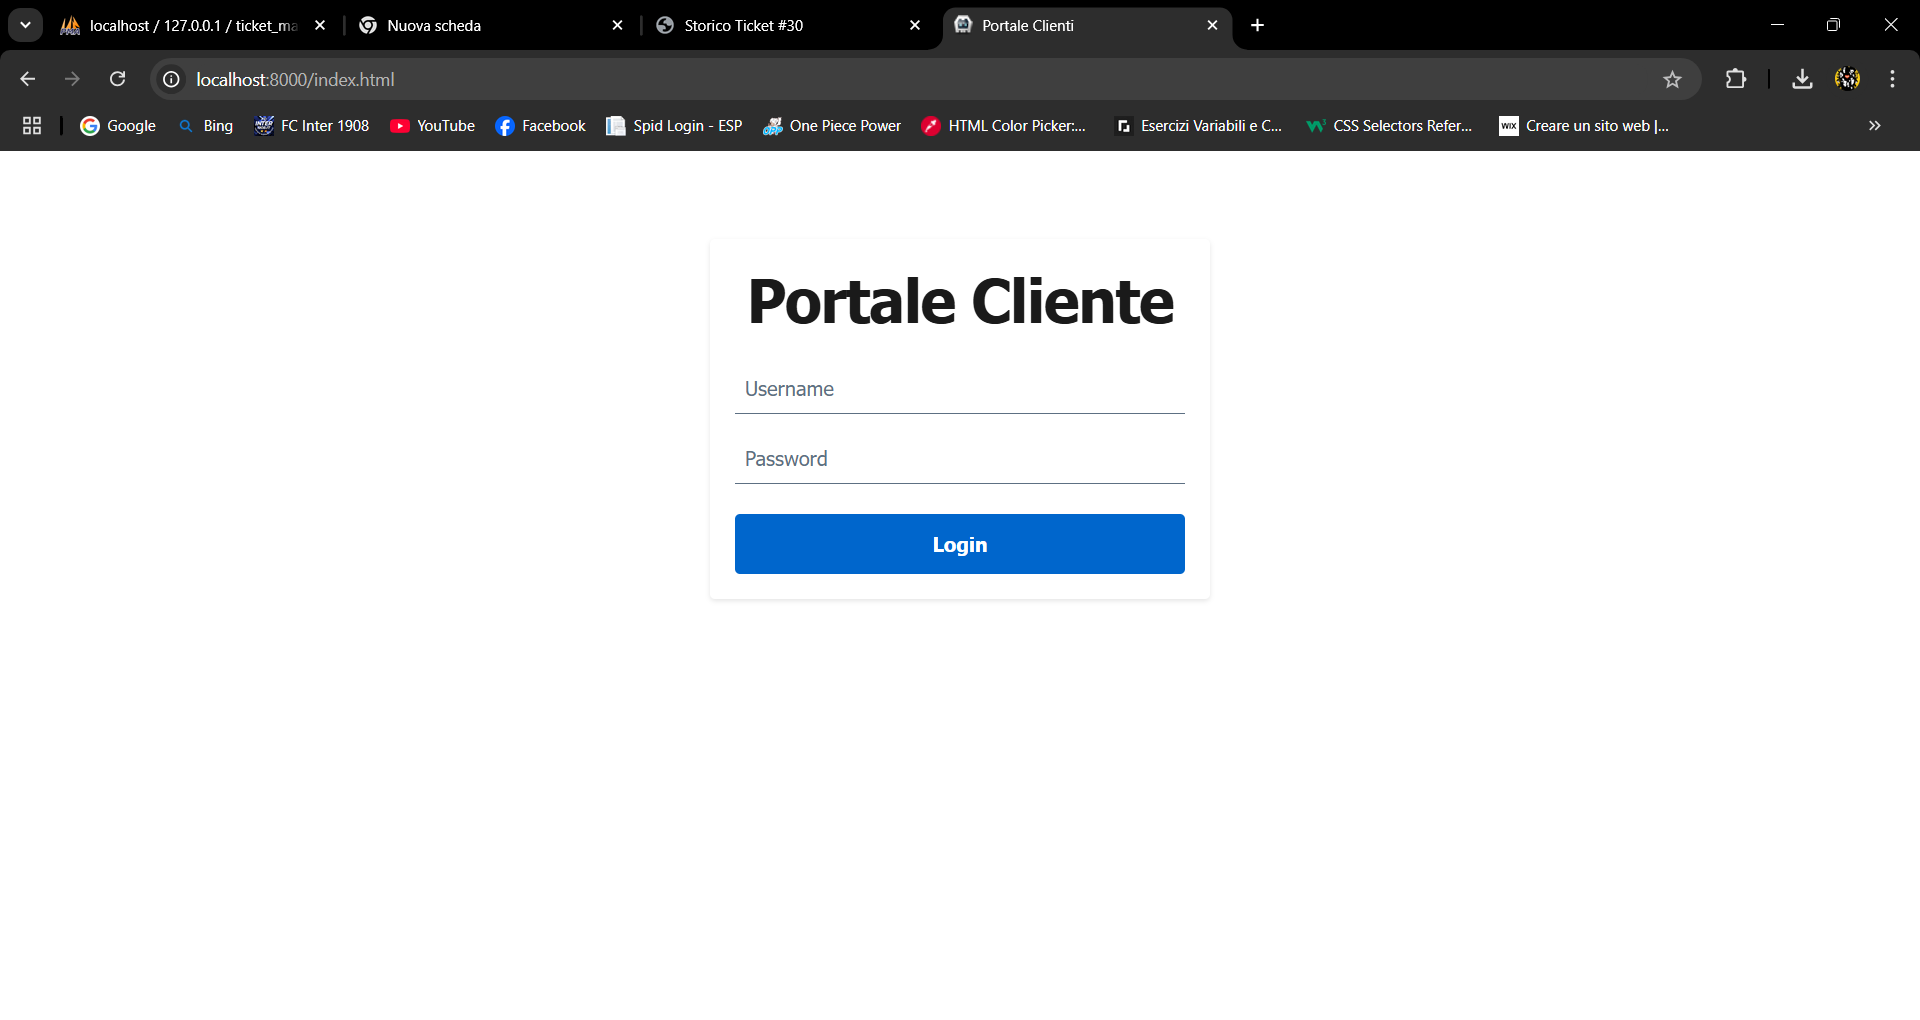 localhost / 127.0.0.1 / ticket_ma
Nuova scheda
Storico Ticket #30
Portale Clienti
localhost:8000/index.html
Google
Bing
FC Inter 1908
YouTube
Facebook
Spid Login - ESP
One Piece Power
HTML Color Picker:...
Esercizi Variabili e C...
CSS Selectors Refer...
WiX
Creare un sito web |...
Portale Cliente
Username
Password
Login